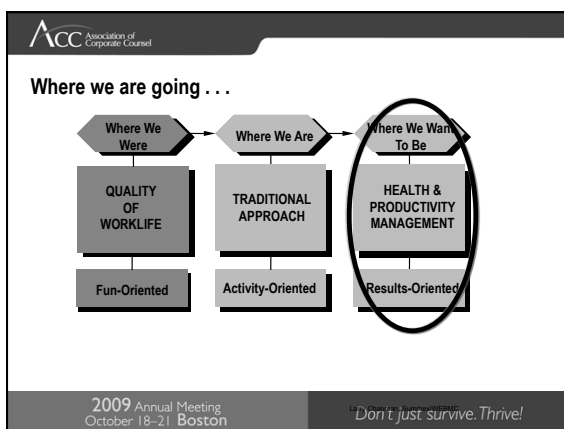 ACC Association of
Corporate Counsel
Where we are going . . .
Where We
Were
Where We Are
Where We Want
To Be
QUALITY
OF
WORKLIFE
TRADITIONAL
APPROACH
HEALTH &
PRODUCTIVITY
MANAGEMENT
Fun-Oriented
Activity-Oriented
Results-Oriented
2009 Annual Meeting
October 18–21 Boston
Don't just survive. Thrive!